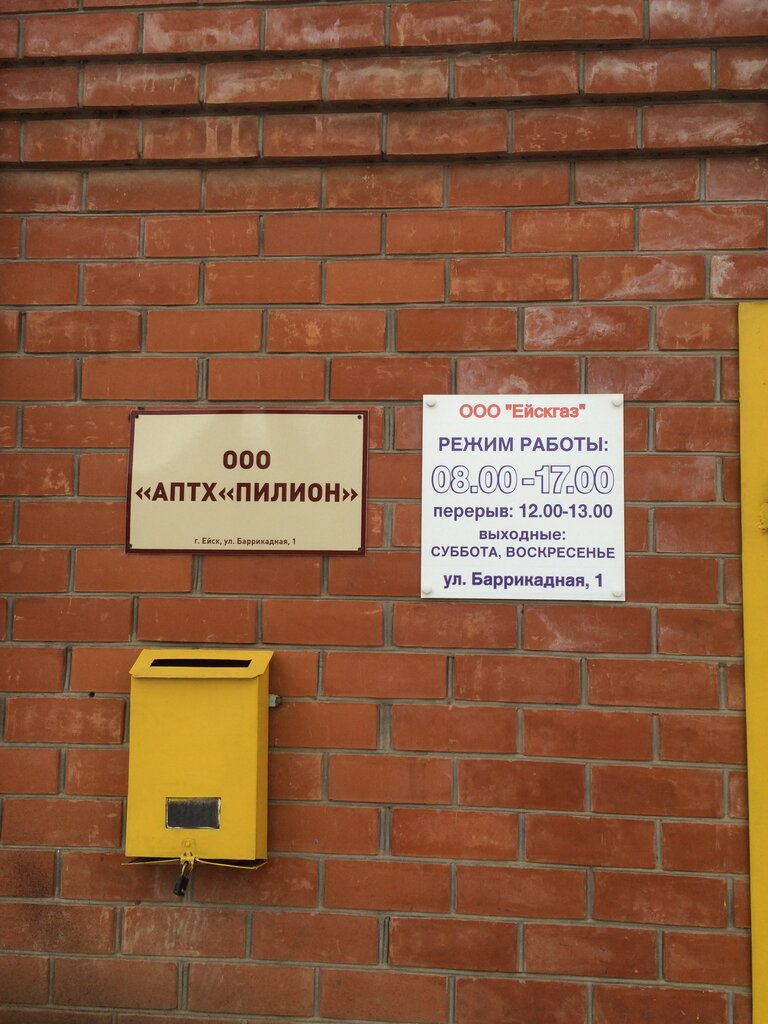 ООО
«АПТХ«ПИЛИОН»
г. Ейск, ул. Баррикадная, 1
ООО "Ейскгаз"
РЕЖИМ РАБОТЫ:
08.00-17.00
перерыв: 12.00-13.00
выходные:
СУББОТА, ВОСКРЕСЕНЬЕ
ул. Баррикадная, 1